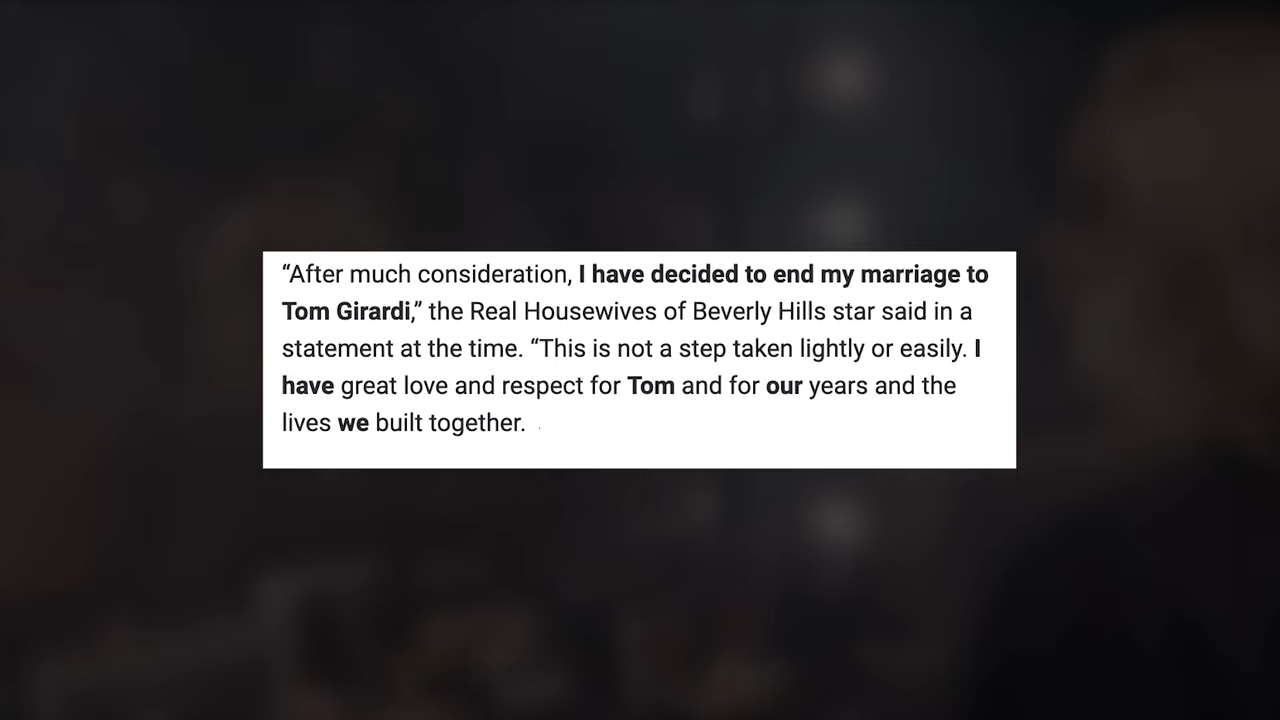 “After much consideration, I have decided to end my marriage to
Tom Girardi,” the Real Housewives of Beverly Hills star said in a
statement at the time. “This is not a step taken lightly or easily. I
have great love and respect for Tom and for our years and the
lives we built together.